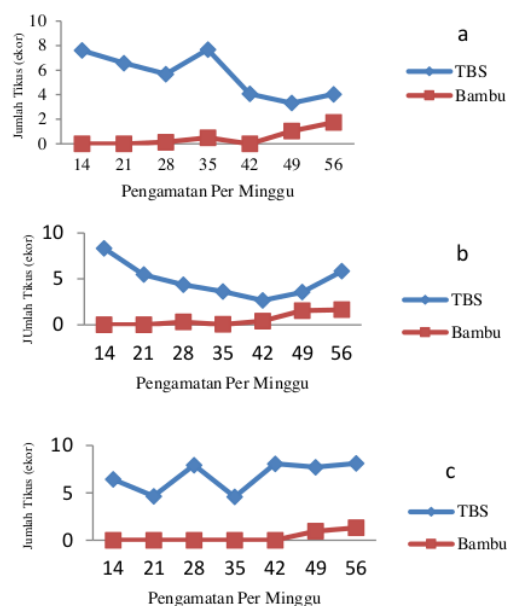 a
10
8
6
4
2
0
Jumlah Tikus (ekor)
14 21 28 35 42 49 56
Pengamatan Per Minggu
TBS
Bambu
b
10
5
0
JUmlah Tikus (ekor)
14 21 28 35 42 49 56
Pengamatan Per Minggu
TBS
Bambu
c
10
5
0
Jumlah Tikus (ekor)
14 21 28 35 42 49 56
Pengamatan Per Minggu
TBS
Bambu